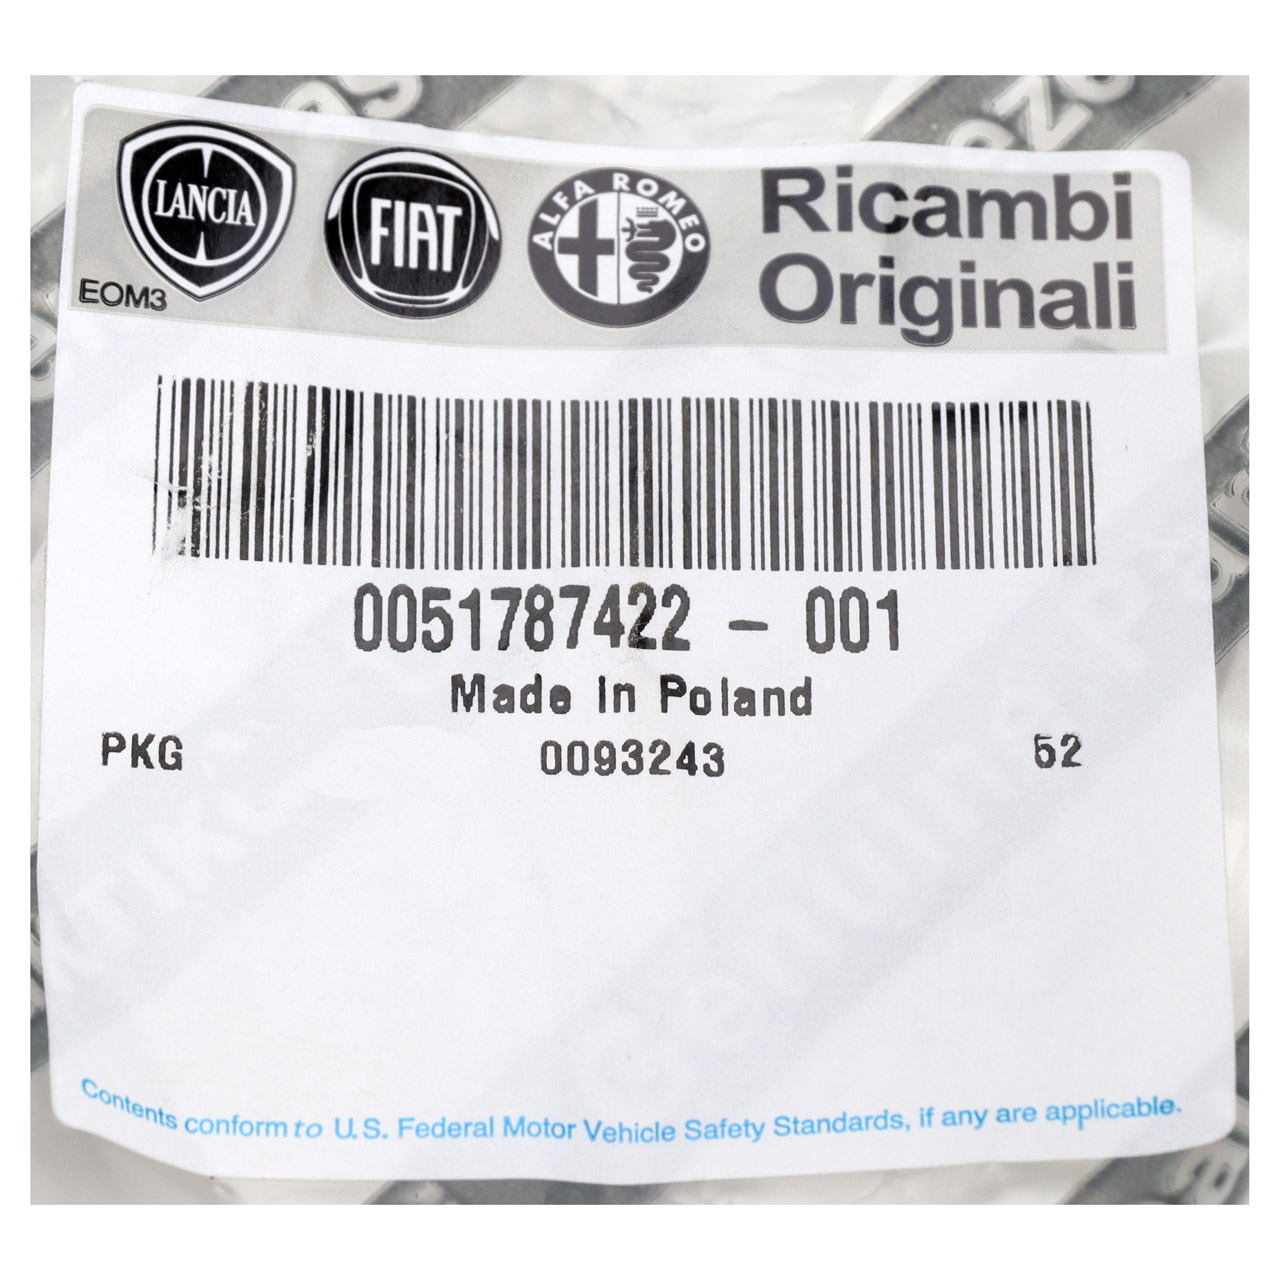 LANCIA
FIAT
ALFA ROMEO
Ricambi
Originali
EOM3
0051787422 - 001
Made In Poland
PKG 0093243 52
Contents conform to U.S. Federal Motor Vehicle Safety Standards, if any are applicable.